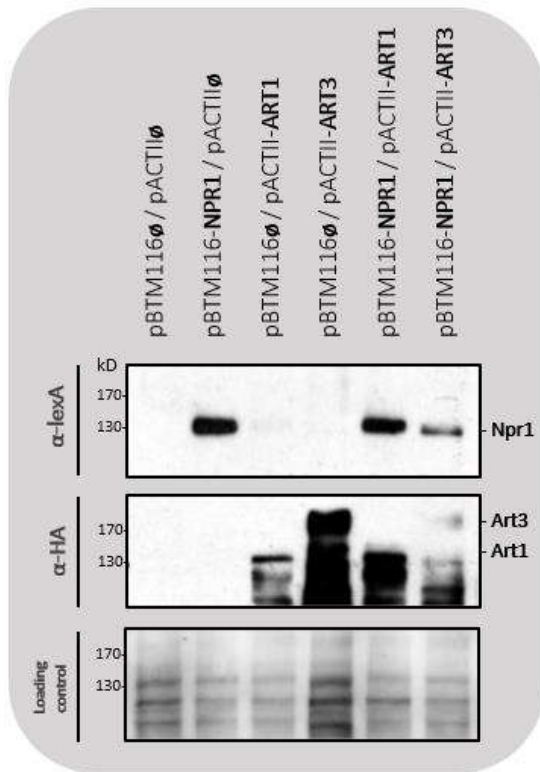 pBTM116ø / pACTIIø
pBTM116-NPR1 / pACTIIø
pBTM116ø / pACTII-ART1
pBTM116ø / pACTII-ART3
pBTM116-NPR1 / pACTII-ART1
pBTM116-NPR1 / pACTII-ART3
kD
α-lexA
170
130
Npr1
α-HA
170
130
Art3
Art1
Loading
control
170
130